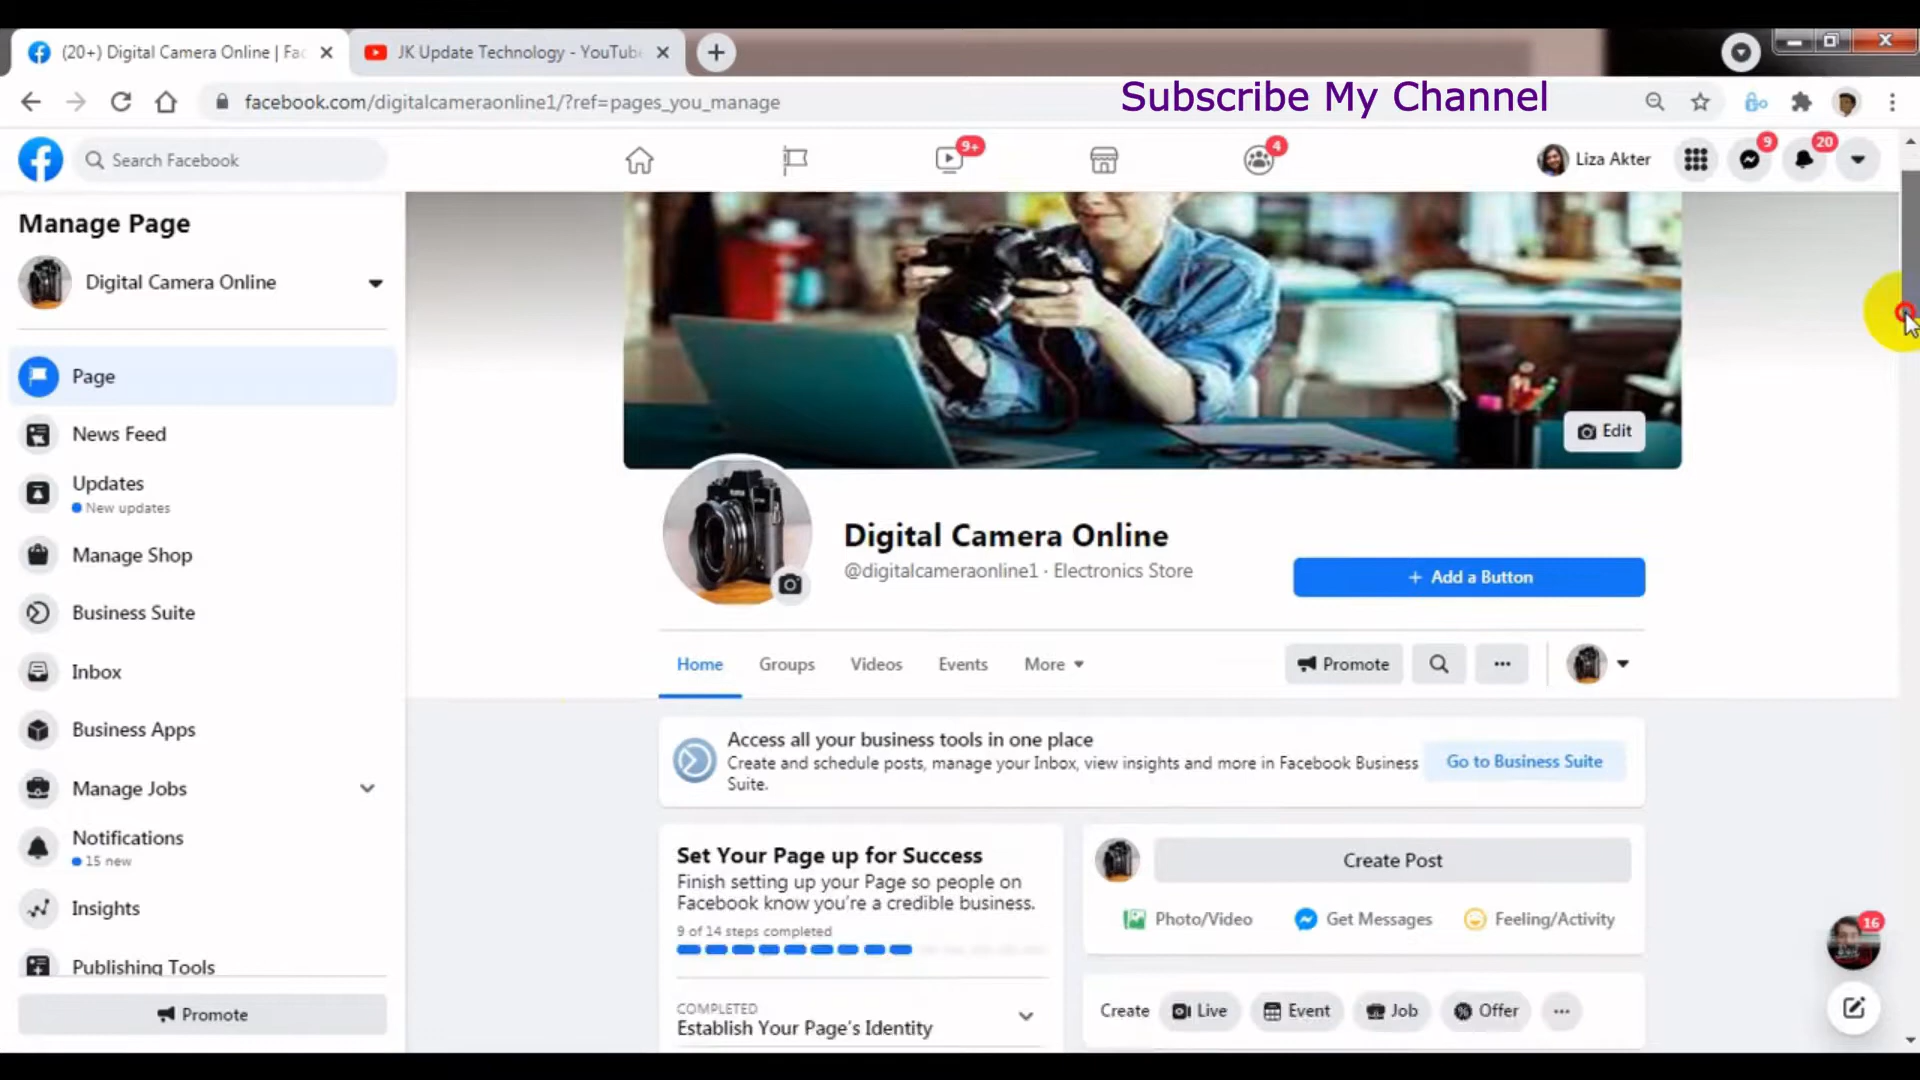 (20+) Digital Camera Online | Fac
JK Update Technology - YouTube
facebook.com/digitalcameraonline1/?ref=pages_you_manage
Subscribe My Channel
Search Facebook
9+
4
Liza Akter
9
20
Manage Page
Digital Camera Online
Page
News Feed
Updates
New updates
Manage Shop
Business Suite
Inbox
Business Apps
Manage Jobs
Notifications
15 new
Insights
Publishing Tools
Promote
Edit
Digital Camera Online
@digitalcameraonline1 · Electronics Store
+ Add a Button
Home Groups Videos Events More
Promote
Access all your business tools in one place
Create and schedule posts, manage your Inbox, view insights and more in Facebook Business
Suite.
Go to Business Suite
Set Your Page up for Success
Finish setting up your Page so people on
Facebook know you're a credible business.
9 of 14 steps completed
COMPLETED
Establish Your Page's Identity
Create Post
Photo/Video Get Messages Feeling/Activity
Create Live Event Job Offer
16